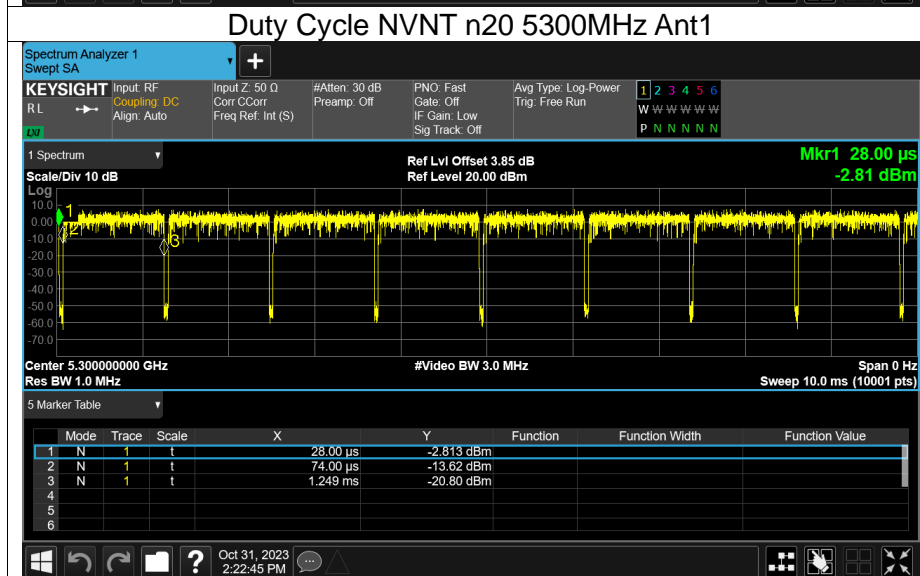 Duty Cycle NVNT n20 5300MHz Ant1
Spectrum Analyzer 1
Swept SA
+
KEYSIGHT Input: RF Input Z: 50 Ω #Atten: 30 dB PNO: Fast Avg Type: Log-Power 1 2 3 4 5 6
R L Coupling: DC Corr CCorr Preamp: Off Gate: Off Trig: Free Run W W W W W W
Align: Auto Freq Ref: Int (S) IF Gain: Low
LXI Sig Track: Off P N N N N N
1 Spectrum Ref Lvl Offset 3.85 dB Mkr1 28.00 µs
Scale/Div 10 dB Ref Level 20.00 dBm -2.81 dBm
Log
10.0 1
0.00 2
-10.0 3
-20.0
-30.0
-40.0
-50.0
-60.0
-70.0
Center 5.300000000 GHz #Video BW 3.0 MHz Span 0 Hz
Res BW 1.0 MHz Sweep 10.0 ms (10001 pts)
5 Marker Table
Mode Trace Scale X Y Function Function Width Function Value
1 N 1 t 28.00 µs -2.813 dBm
2 N 1 t 74.00 µs -13.62 dBm
3 N 1 t 1.249 ms -20.80 dBm
4
5
6
? Oct 31, 2023
2:22:45 PM